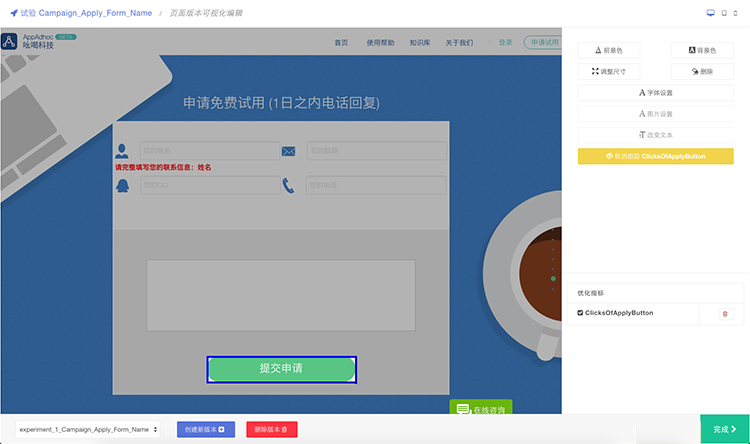 试验 Campaign_Apply_Form_Name / 页面版本可视化编辑
AppAdhoc BETA
吆喝科技
首页 使用帮助 知识库 关于我们 登录 申请试用
申请免费试用 (1日之内电话回复)
您的姓名 您的邮箱
请完整填写您的联系信息：姓名
您的QQ 您的电话
提交申请
在线咨询
前景色 背景色
调整尺寸 删除
字体设置
图片设置
改变文本
取消跟踪 ClicksOfApplyButton
优化指标
ClicksOfApplyButton
experiment_1_Campaign_Apply_Form_Name 创建新版本 删除版本 完成